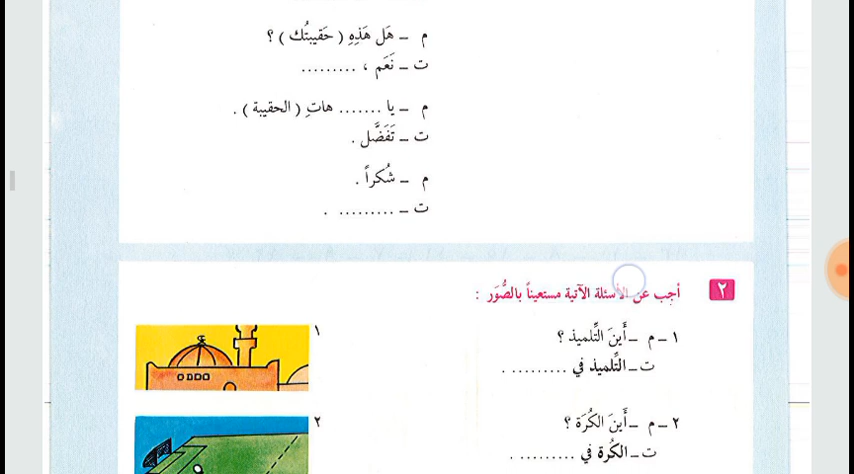 م – هَل هَذِهِ ( حَقيبتُك ) ؟
ت – نَعَم ، .........
م – يا ....... هاتِ ( الحقيبة ) .
ت – تَفَضَّل .
م – شُكراً .
ت – ......... .
٢ أجب عن الأسئلة الآتية مستعيناً بالصُّوَر :
١ – م – أَينَ التِّلميذ ؟
ت – التِّلميذ في ......... .
١
٢ – م – أَينَ الكُرَة ؟
ت – الكُرة في ......... .
٢